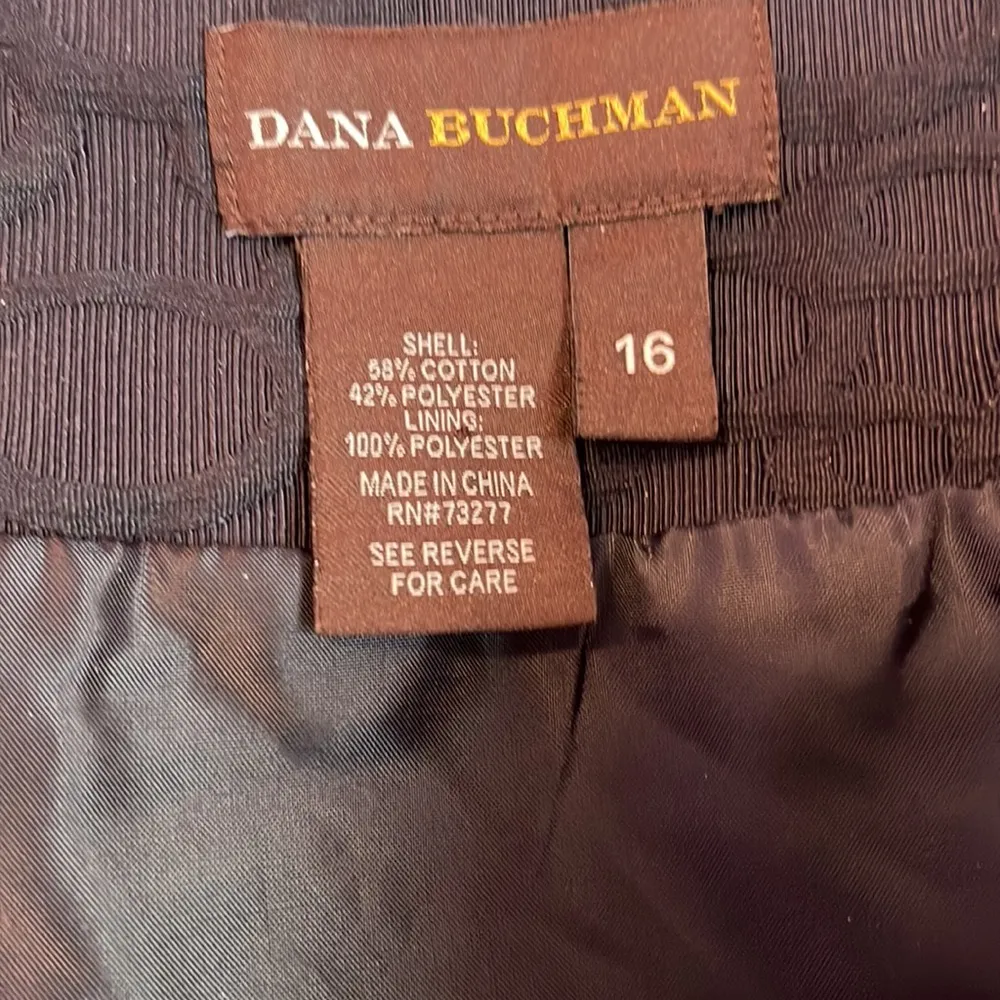 DANA BUCHMAN
16
SHELL:
58% COTTON
42% POLYESTER
LINING:
100% POLYESTER
MADE IN CHINA
RN#73277
SEE REVERSE
FOR CARE